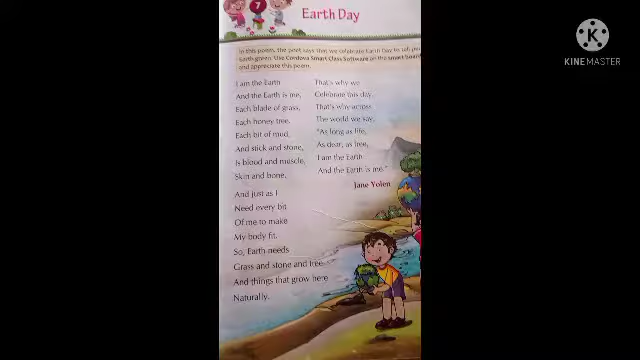 7
Earth Day
In this poem, the poet says that we celebrate Earth Day to tell
Earth green. Use Cordova Smart Class Software on the smart board
and appreciate this poem.
I am the Earth
And the Earth is me.
Each blade of grass,
Each honey tree,
Each bit of mud,
And stick and stone,
Is blood and muscle,
Skin and bone.
And just as I
Need every bit
Of me to make
My body fit,
So, Earth needs
Grass and stone and tree
And things that grow here
Naturally.
That's why we
Celebrate this day.
That's why across
The world we say,
"As long as life,
As dear, as free,
I am the Earth
And the Earth is me."
Jane Yolen
K
KINEMASTER